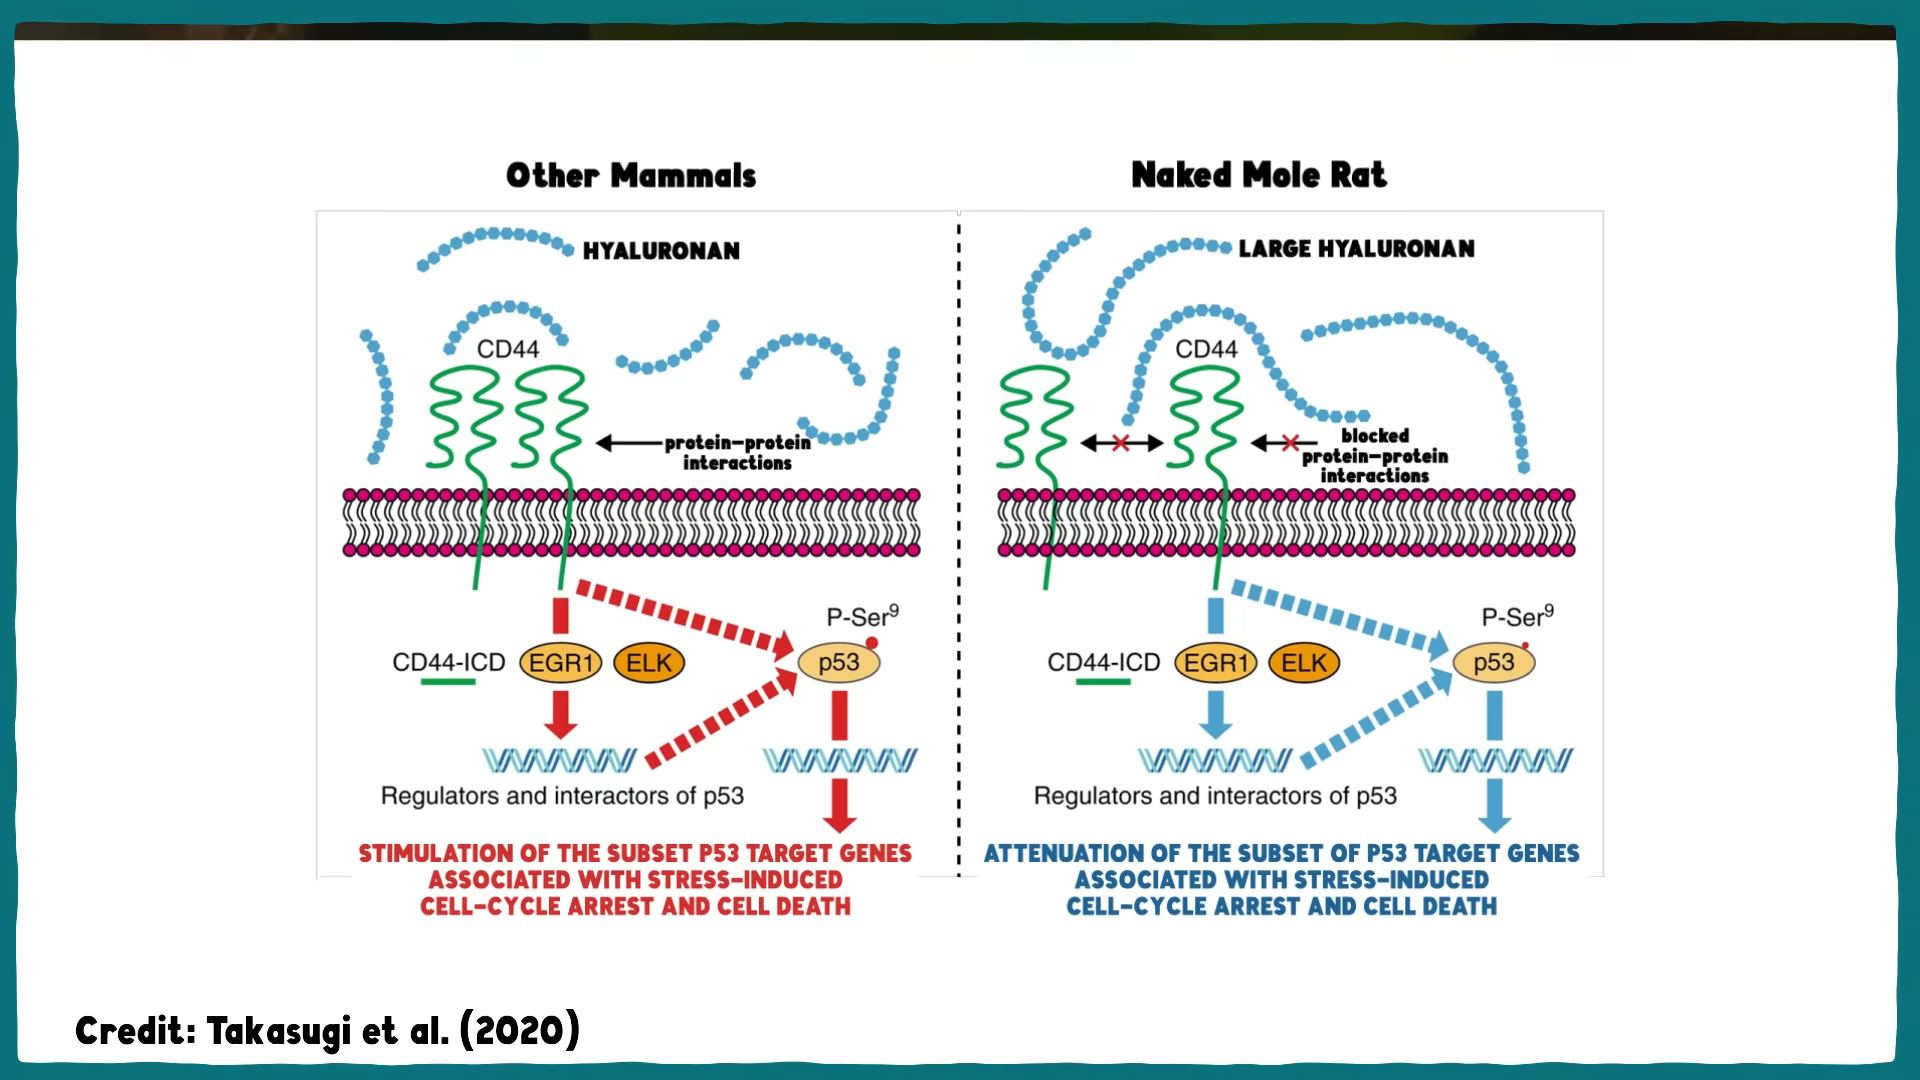 Other Mammals
HYALURONAN
CD44
protein-protein
interactions
P-Ser9
CD44-ICD
EGR1
ELK
p53
Regulators and interactors of p53
STIMULATION OF THE SUBSET P53 TARGET GENES
ASSOCIATED WITH STRESS-INDUCED
CELL-CYCLE ARREST AND CELL DEATH
Naked Mole Rat
LARGE HYALURONAN
CD44
blocked
protein-protein
interactions
P-Ser9
CD44-ICD
EGR1
ELK
p53
Regulators and interactors of p53
ATTENUATION OF THE SUBSET OF P53 TARGET GENES
ASSOCIATED WITH STRESS-INDUCED
CELL-CYCLE ARREST AND CELL DEATH
Credit: Takasugi et al. (2020)